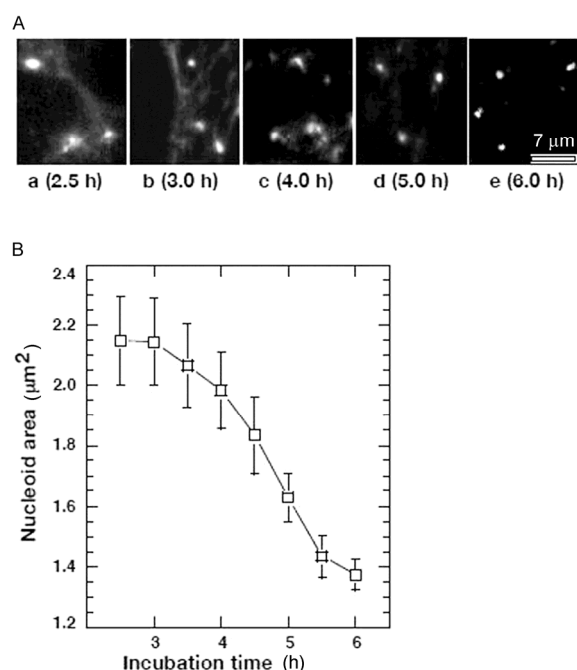 A
7 μm
a (2.5 h) b (3.0 h) c (4.0 h) d (5.0 h) e (6.0 h)
B
2.4
2.2
2.0
1.8
1.6
1.4
1.2
Nucleoid area (μm²)
3 4 5 6
Incubation time (h)